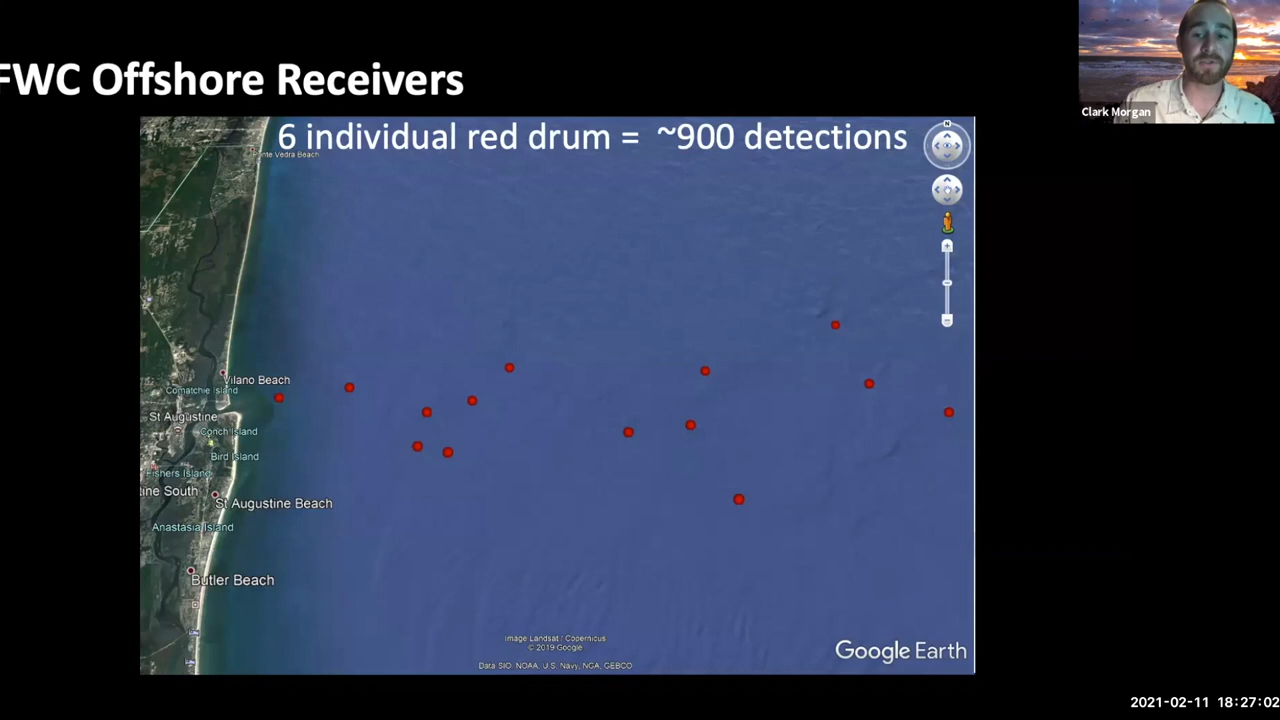 FWC Offshore Receivers
Clark Morgan
6 individual red drum = ~900 detections
N
Ponte Vedra Beach
Vilano Beach
Comatchie Island
St Augustine
Conch Island
Bird Island
Fishers Island
tine South
St Augustine Beach
Anastasia Island
Butler Beach
Image Landsat / Copernicus
© 2019 Google
Data SIO, NOAA, U.S. Navy, NGA, GEBCO
Google Earth
2021-02-11 18:27:02